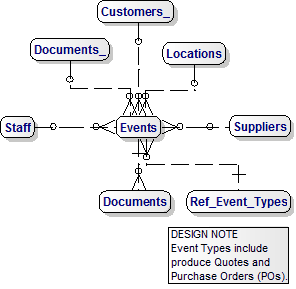 Customers_
Documents_
Locations
Staff
Events
Suppliers
Documents
Ref_Event_Types
DESIGN NOTE
Event Types include
produce Quotes and
Purchase Orders (POs).